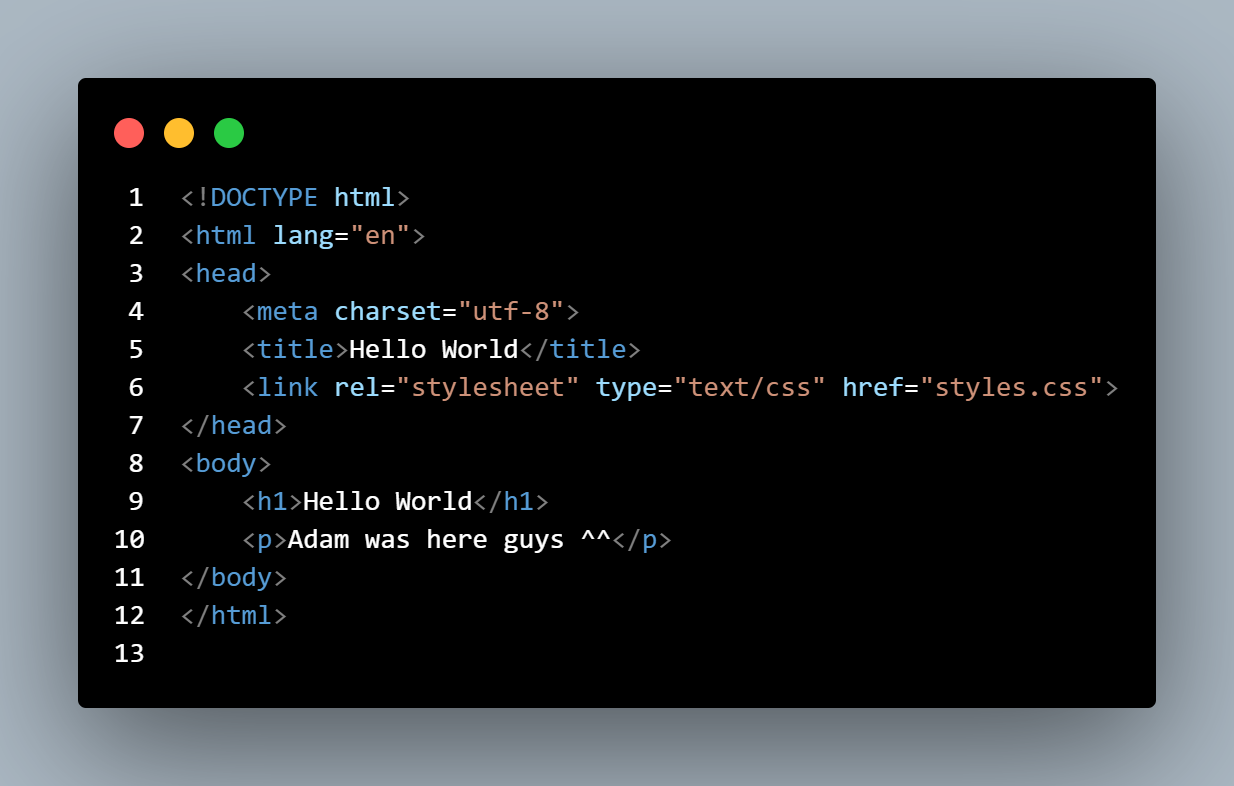 1 <!DOCTYPE html>
2 <html lang="en">
3 <head>
4     <meta charset="utf-8">
5     <title>Hello World</title>
6     <link rel="stylesheet" type="text/css" href="styles.css">
7 </head>
8 <body>
9     <h1>Hello World</h1>
10     <p>Adam was here guys ^^</p>
11 </body>
12 </html>
13